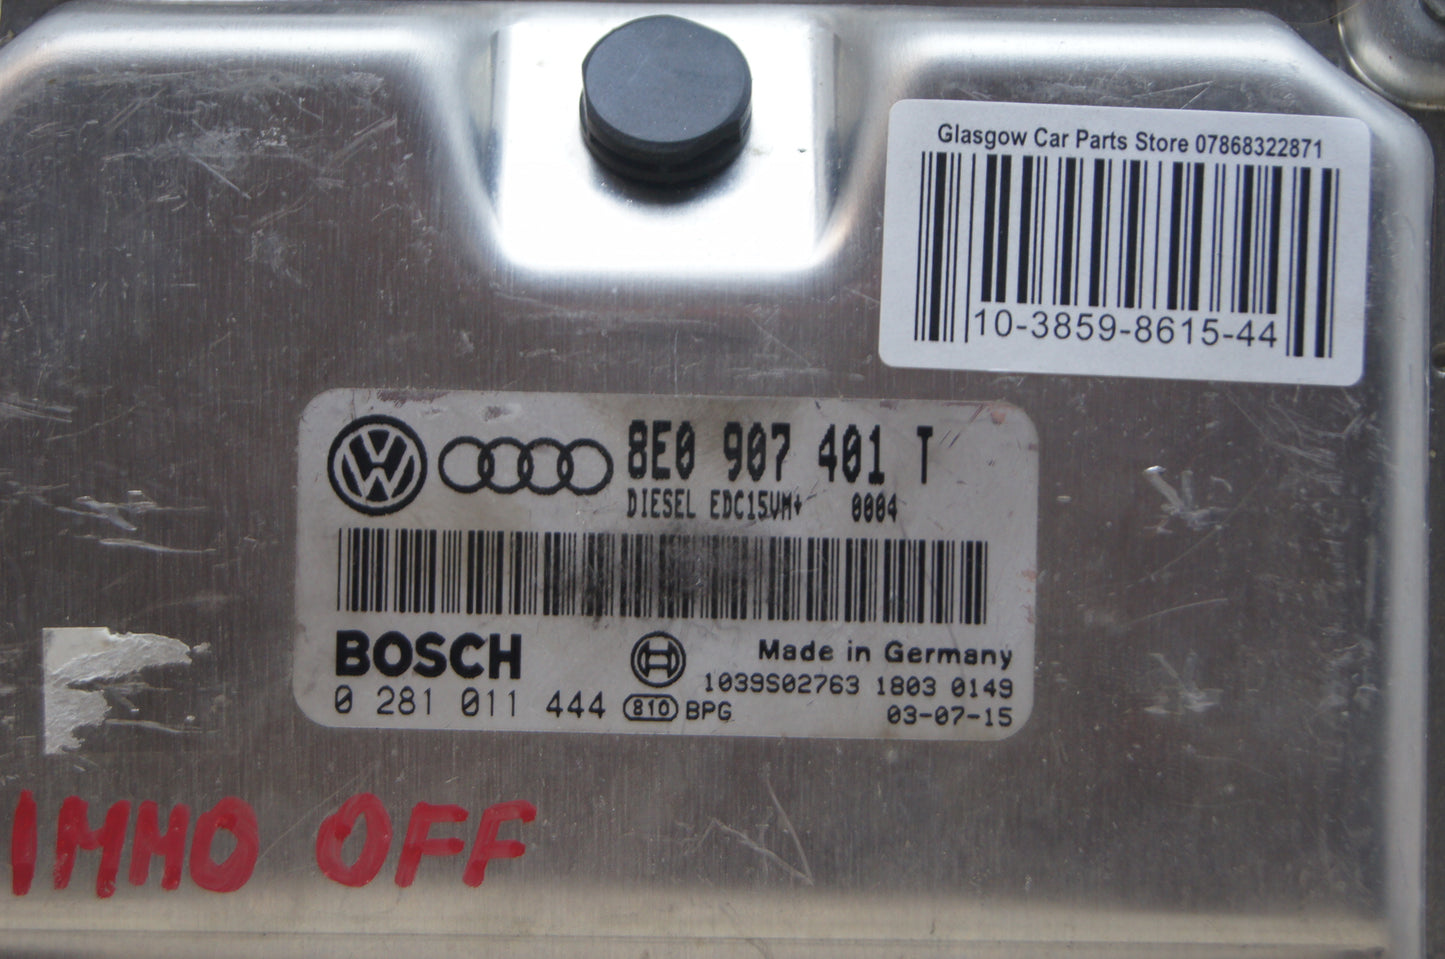 Glasgow Car Parts Store 07868322871
10-3859-8615-44
8E0 907 401 T
DIESEL EDC15VM+ 0004
BOSCH
Made in Germany
1039S02763 1803 0149
0 281 011 444 810 BPG 03-07-15
IMMO OFF